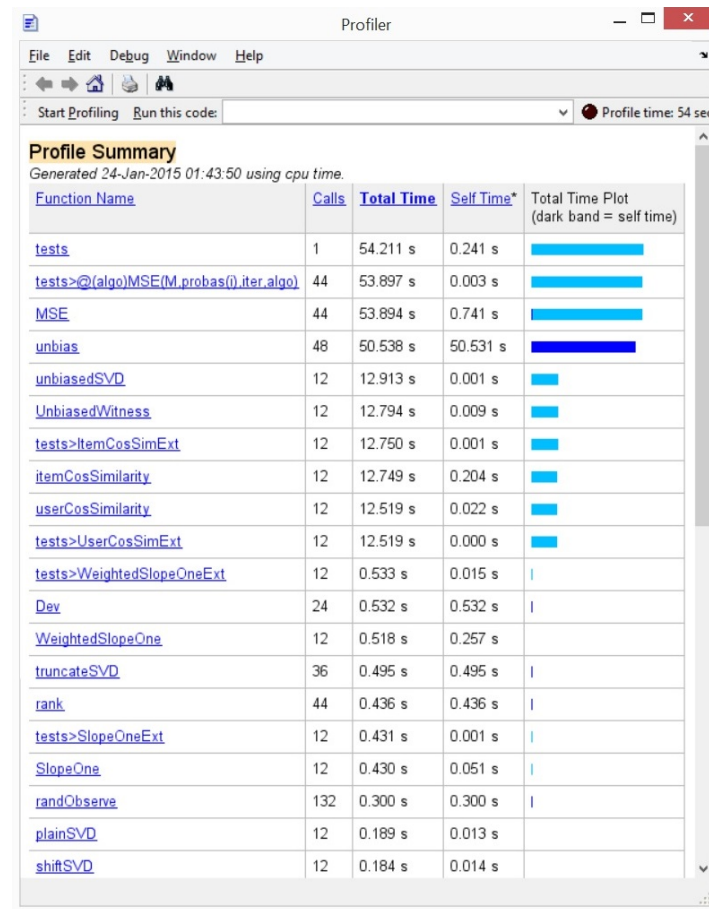 Profiler
File Edit Debug Window Help
Start Profiling Run this code: Profile time: 54 sec
Profile Summary
Generated 24-Jan-2015 01:43:50 using cpu time.
Function Name Calls Total Time Self Time* Total Time Plot
(dark band = self time)
tests 1 54.211 s 0.241 s
tests>@(algo)MSE(M,probas(i),iter,algo) 44 53.897 s 0.003 s
MSE 44 53.894 s 0.741 s
unbias 48 50.538 s 50.531 s
unbiasedSVD 12 12.913 s 0.001 s
UnbiasedWitness 12 12.794 s 0.009 s
tests>ItemCosSimExt 12 12.750 s 0.001 s
itemCosSimilarity 12 12.749 s 0.204 s
userCosSimilarity 12 12.519 s 0.022 s
tests>UserCosSimExt 12 12.519 s 0.000 s
tests>WeightedSlopeOneExt 12 0.533 s 0.015 s
Dev 24 0.532 s 0.532 s
WeightedSlopeOne 12 0.518 s 0.257 s
truncateSVD 36 0.495 s 0.495 s
rank 44 0.436 s 0.436 s
tests>SlopeOneExt 12 0.431 s 0.001 s
SlopeOne 12 0.430 s 0.051 s
randObserve 132 0.300 s 0.300 s
plainSVD 12 0.189 s 0.013 s
shiftSVD 12 0.184 s 0.014 s